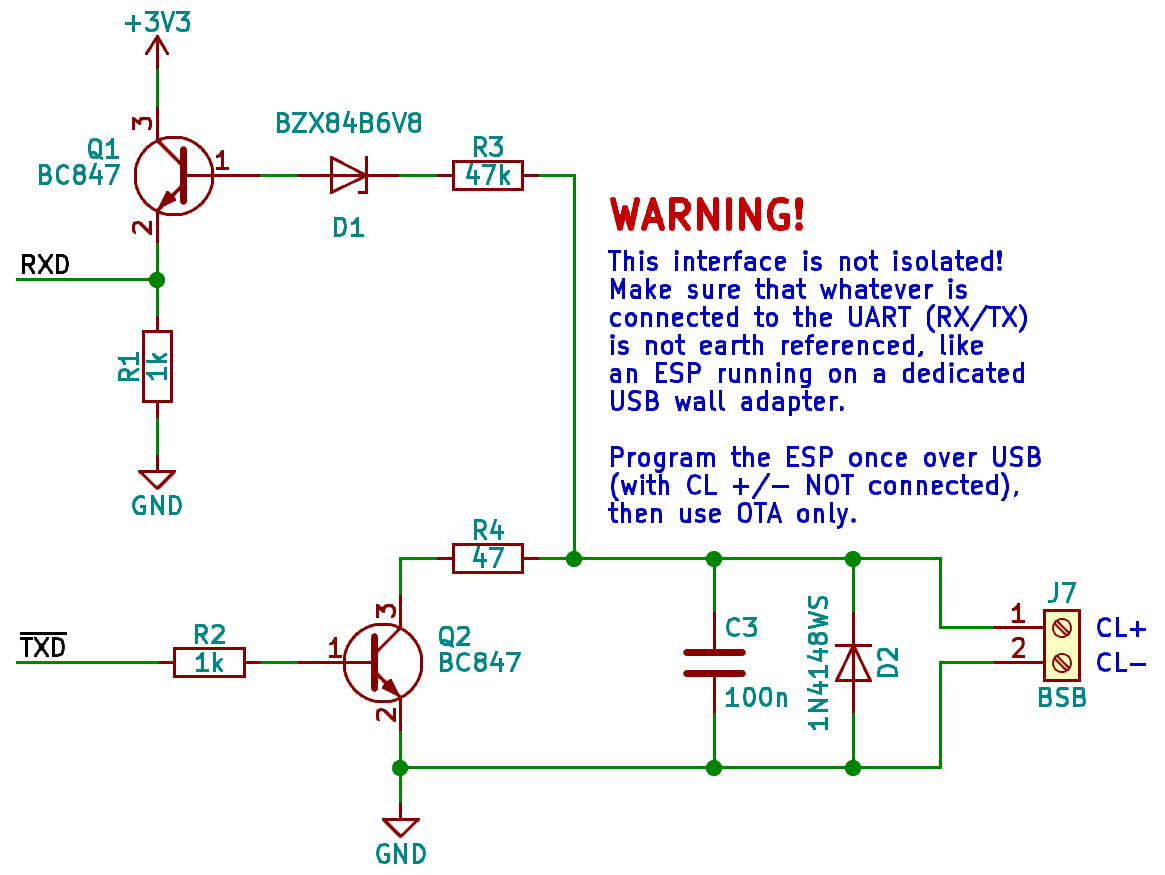 +3V3
3
BZX84B6V8
Q1
BC847
1
R3
47k
D1
2
WARNING!
RXD
This interface is not isolated!
Make sure that whatever is
connected to the UART (RX/TX)
is not earth referenced, like
an ESP running on a dedicated
USB wall adapter.
R1
1k
Program the ESP once over USB
(with CL +/- NOT connected),
then use OTA only.
GND
R4
47
J7
3
1
CL+
TXD
R2
1k
1
Q2
BC847
C3
100n
1N4148WS
D2
2
CL-
BSB
2
GND